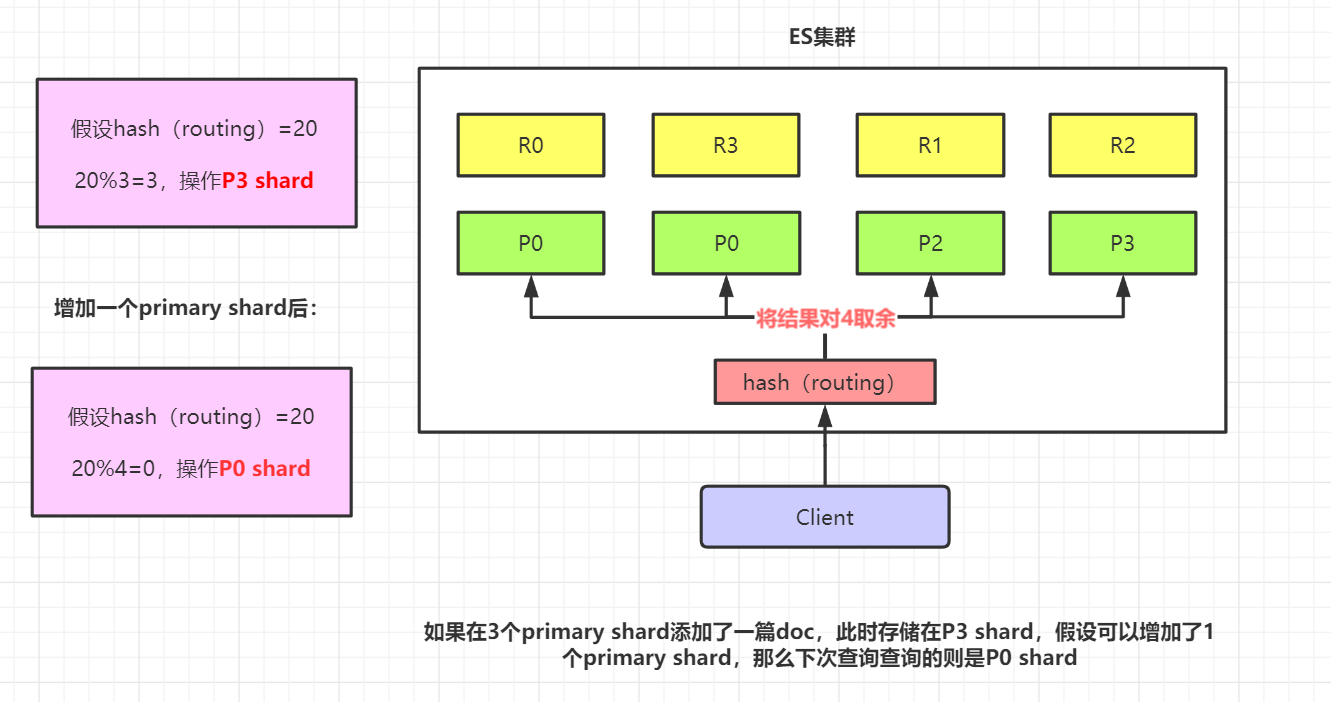 ES集群
假设hash（routing）=20
20%3=3，操作P3 shard
增加一个primary shard后：
假设hash（routing）=20
20%4=0，操作P0 shard
R0
R3
R1
R2
P0
P0
P2
P3
将结果对4取余
hash（routing）
Client
如果在3个primary shard添加了一篇doc，此时存储在P3 shard，假设可以增加了1
个primary shard，那么下次查询查询的则是P0 shard